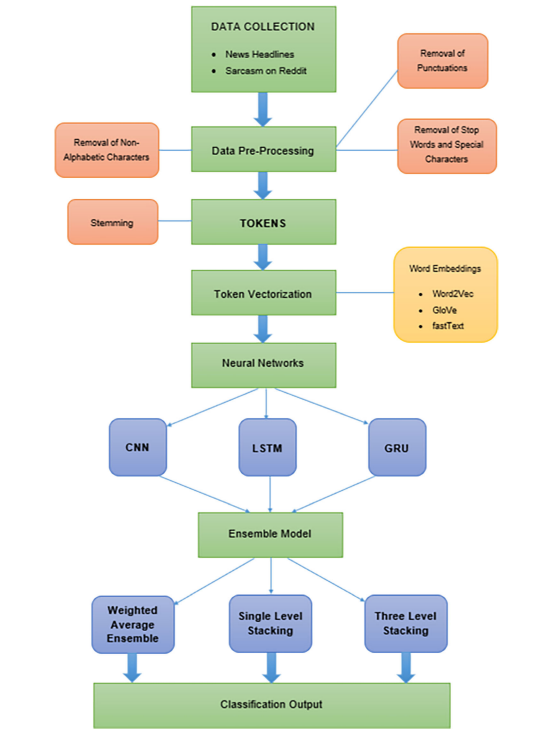 DATA COLLECTION
• News Headlines
• Sarcasm on Reddit
Removal of
Punctuations
Removal of Non-
Alphabetic Characters
Data Pre-Processing
Removal of Stop
Words and Special
Characters
Stemming
TOKENS
Token Vectorization
Word Embeddings
• Word2Vec
• GloVe
• fastText
Neural Networks
CNN
LSTM
GRU
Ensemble Model
Weighted
Average
Ensemble
Single Level
Stacking
Three Level
Stacking
Classification Output